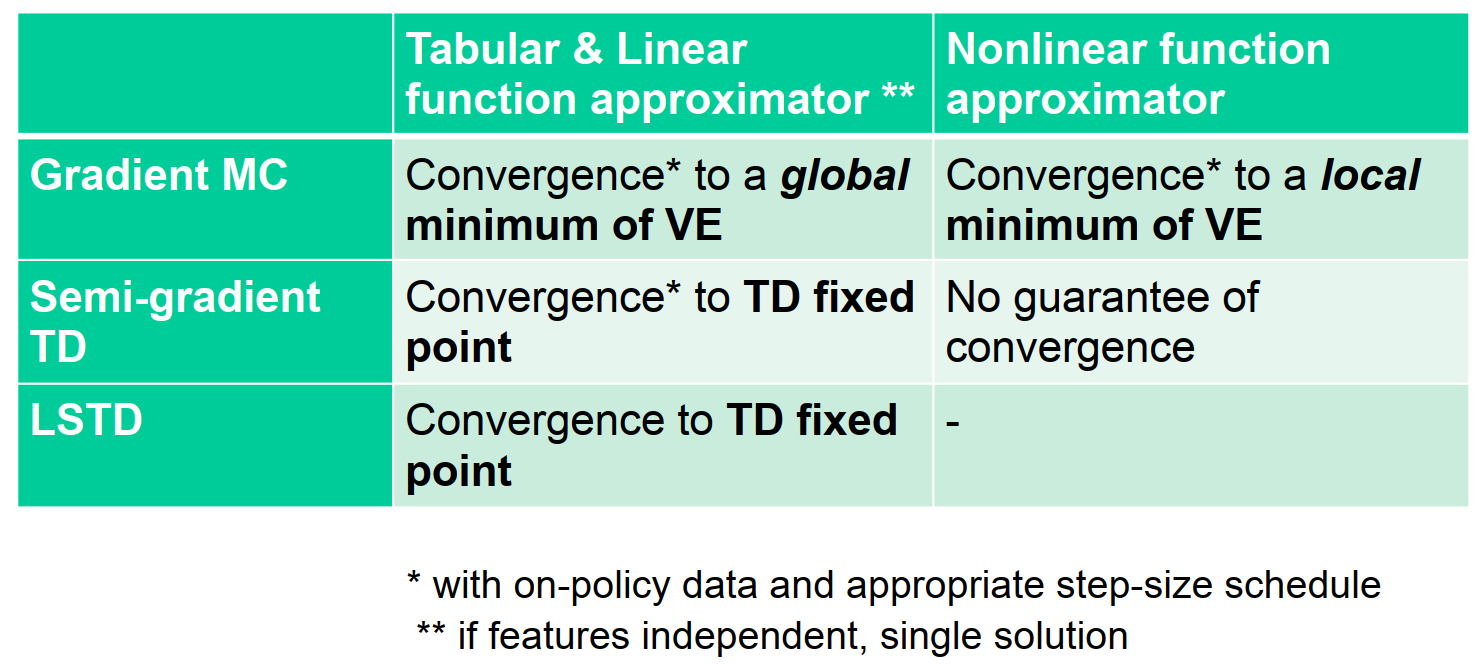 Tabular & Linear
function approximator **
Nonlinear function
approximator
Gradient MC
Convergence* to a global
minimum of VE
Convergence* to a local
minimum of VE
Semi-gradient
TD
Convergence* to TD fixed
point
No guarantee of
convergence
LSTD
Convergence to TD fixed
point
-
* with on-policy data and appropriate step-size schedule
** if features independent, single solution